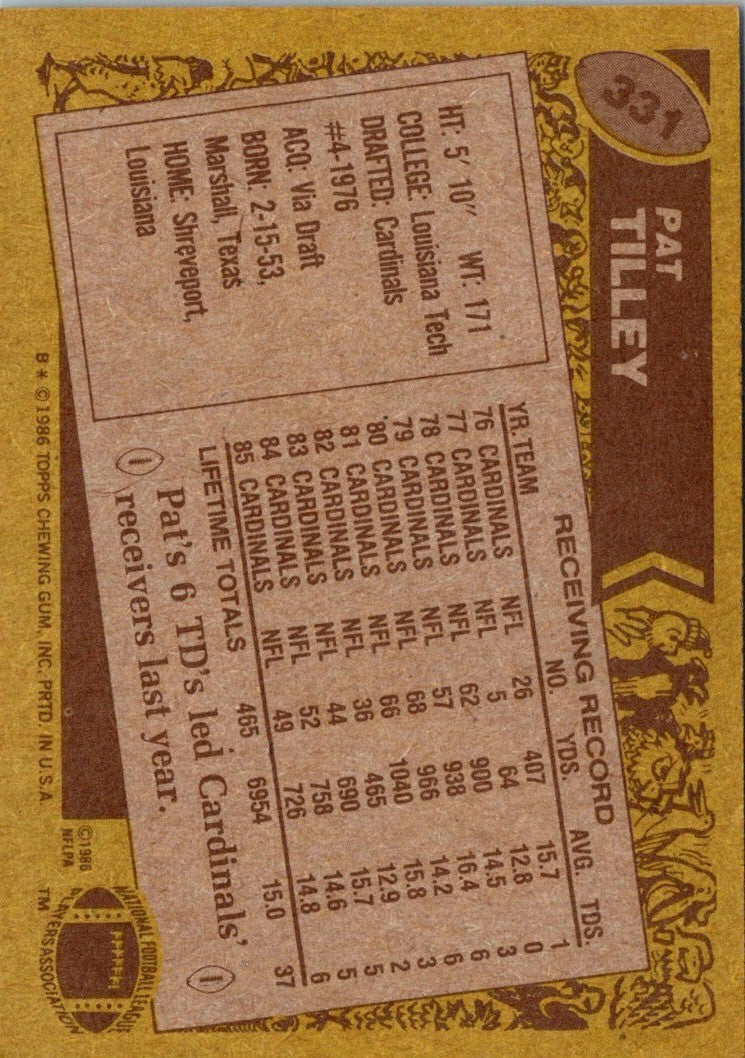 331
PAT
TILLEY
HT: 5' 10" WT: 171
COLLEGE: Louisiana Tech
DRAFTED: Cardinals
#4-1976
ACQ: Via Draft
BORN: 2-15-53,
Marshall, Texas
HOME: Shreveport,
Louisiana
RECEIVING RECORD
YR. TEAM NO. YDS. AVG. TDS.
76 CARDINALS NFL 26 407 15.7 1
77 CARDINALS NFL 5 64 12.8 0
78 CARDINALS NFL 62 900 14.5 3
79 CARDINALS NFL 57 938 16.4 6
80 CARDINALS NFL 68 966 14.2 6
81 CARDINALS NFL 66 1040 15.8 3
82 CARDINALS NFL 36 465 12.9 2
83 CARDINALS NFL 44 690 15.7 5
84 CARDINALS NFL 52 758 14.6 5
85 CARDINALS NFL 49 726 14.8 6
LIFETIME TOTALS 465 6954 15.0 37
Pat's 6 TD's led Cardinals'
receivers last year.
B * © 1986 TOPPS CHEWING GUM, INC. PRTD. IN U.S.A.
© 1986
NFLPA
NATIONAL FOOTBALL LEAGUE
PLAYERS ASSOCIATION
TM